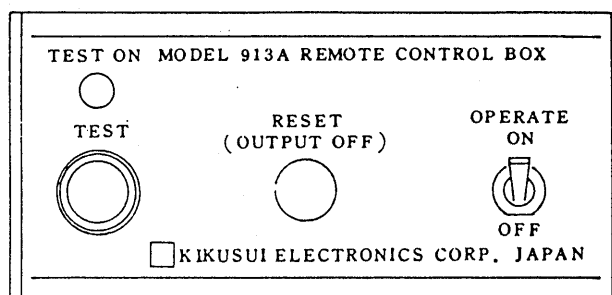 TEST ON MODEL 913A REMOTE CONTROL BOX
TEST
RESET
(OUTPUT OFF)
OPERATE
ON
OFF
KIKUSUI ELECTRONICS CORP. JAPAN